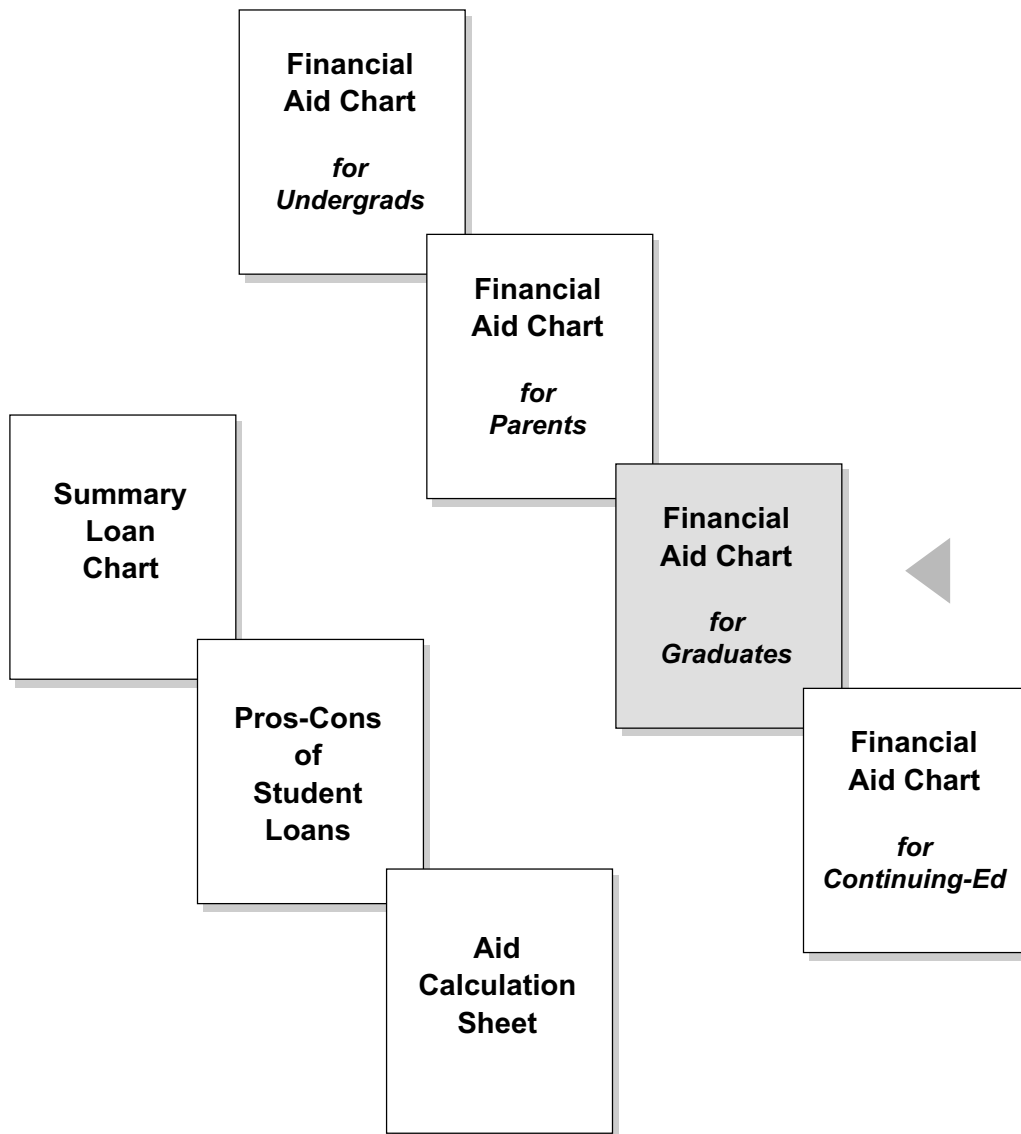 Financial
Aid Chart
for
Undergrads
Financial
Aid Chart
for
Parents
Financial
Aid Chart
for
Graduates
Financial
Aid Chart
for
Continuing-Ed
Summary
Loan
Chart
Pros-Cons
of
Student
Loans
Aid
Calculation
Sheet